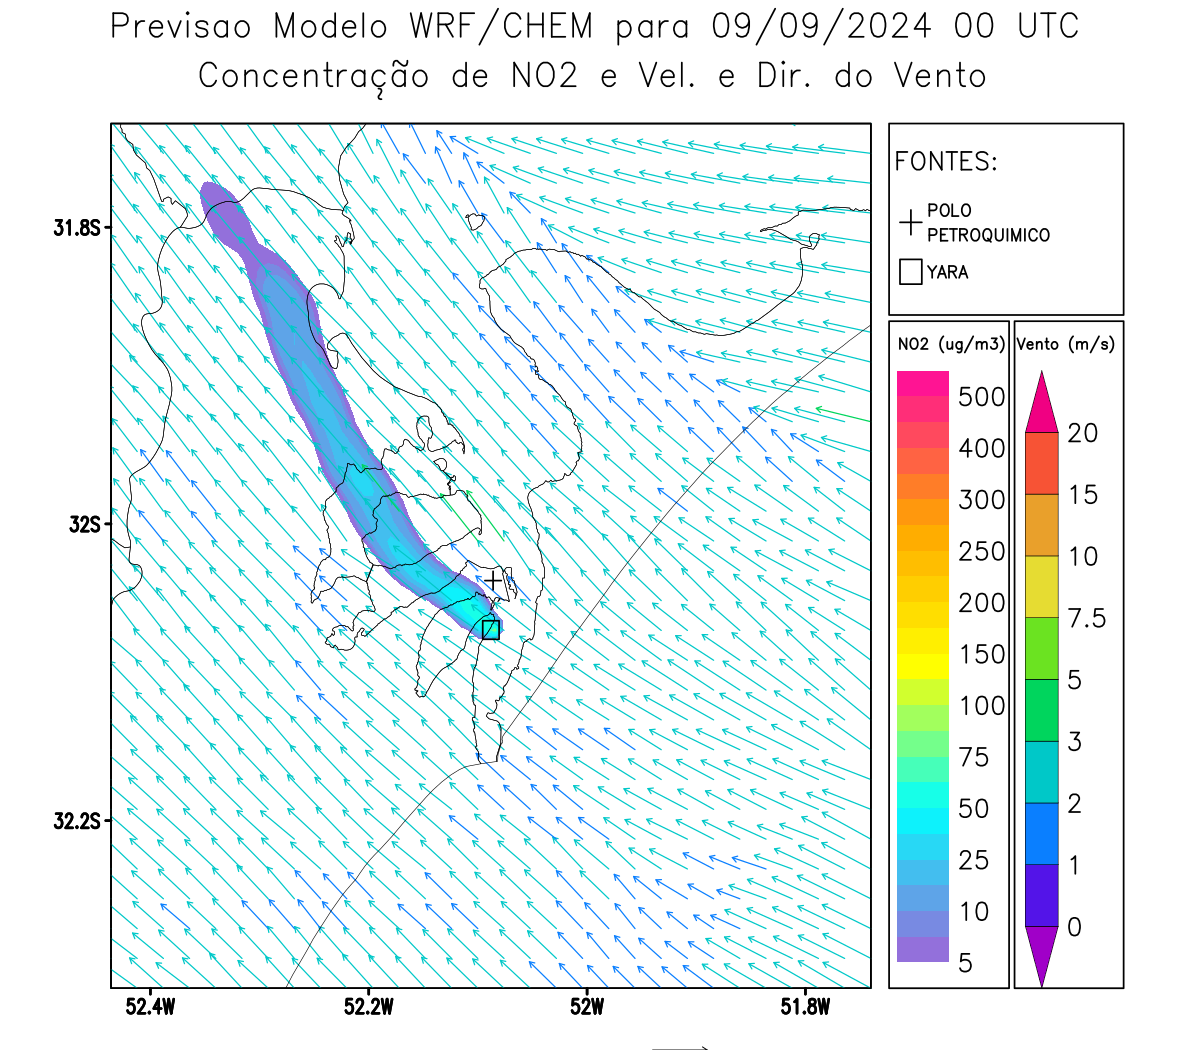 Previsao Modelo WRF/CHEM para 09/09/2024 00 UTC
Concentração de NO2 e Vel. e Dir. do Vento
FONTES:
POLO
PETROQUIMICO
YARA
NO2 (ug/m3)
500
400
300
250
200
150
100
75
50
25
10
5
Vento (m/s)
20
15
10
7.5
5
3
2
1
0
31.8S
32S
32.2S
52.4W
52.2W
52W
51.8W